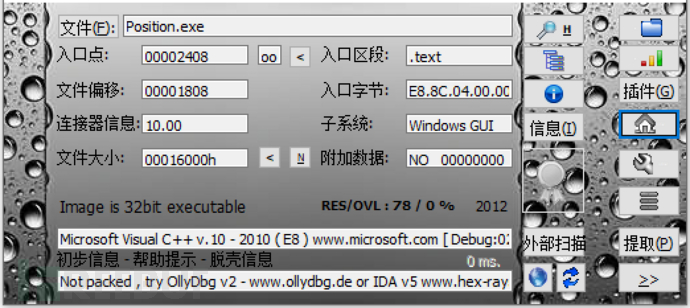 文件(F): Position.exe H
入口点: 00002408 oo < 入口区段: .text
文件偏移: 00001808 入口字节: E8.8C.04.00.00 插件(G)
连接器信息: 10.00 子系统: Windows GUI 信息(I)
文件大小: 00016000h < N 附加数据: NO 00000000
Image is 32bit executable RES/OVL : 78 / 0 % 2012
Microsoft Visual C++ v.10 - 2010 ( E8 ) www.microsoft.com [ Debug:02 外部扫描 提取(P)
初步信息 - 帮助提示 - 脱壳信息 0 ms.
Not packed , try OllyDbg v2 - www.ollydbg.de or IDA v5 www.hex-ray >>